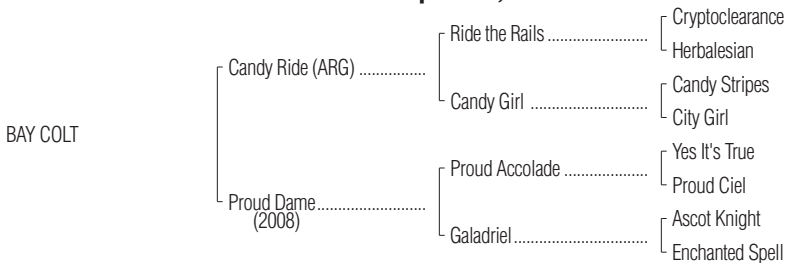 Cryptoclearance
Ride the Rails
Herbalesian
Candy Ride (ARG)
Candy Stripes
Candy Girl
City Girl
BAY COLT
Yes It's True
Proud Accolade
Proud Ciel
Proud Dame
(2008)
Ascot Knight
Galadriel
Enchanted Spell